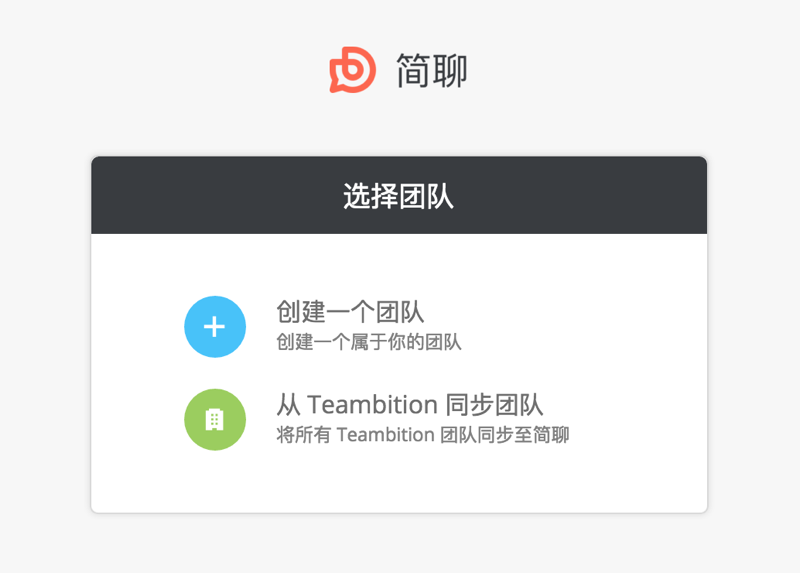 简聊
选择团队
创建一个团队
创建一个属于你的团队
从 Teambition 同步团队
将所有 Teambition 团队同步至简聊